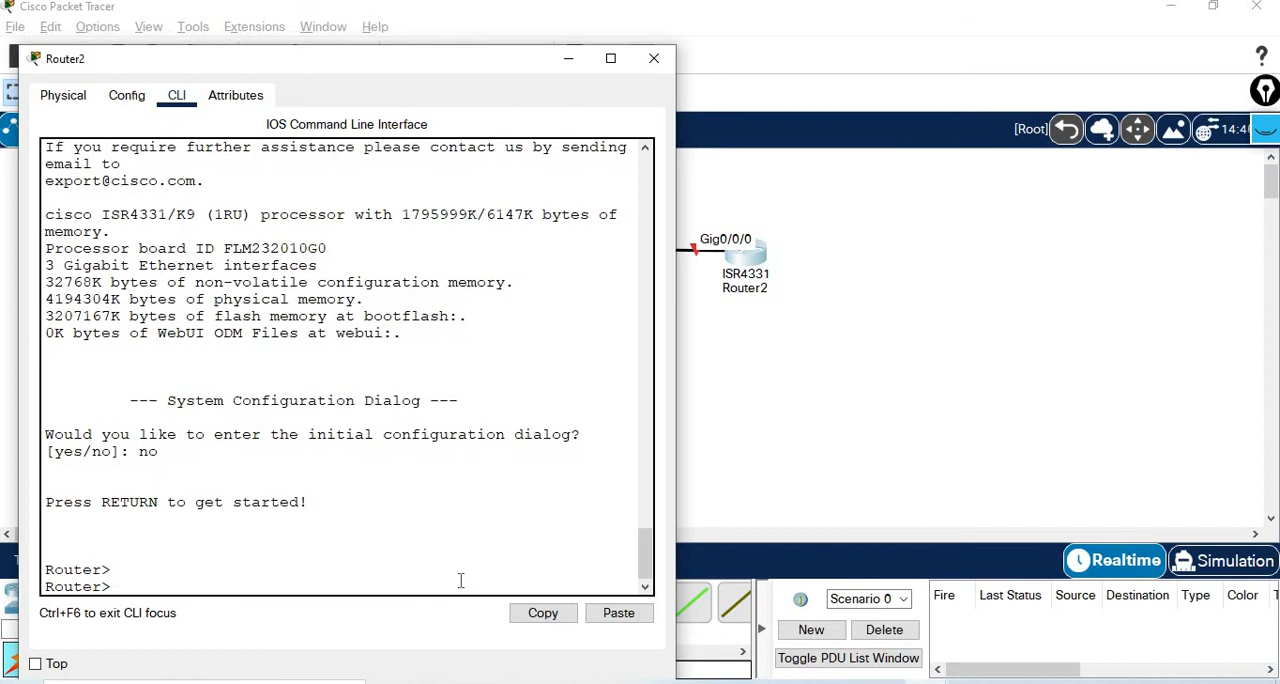 Cisco Packet Tracer
File Edit Options View Tools Extensions Window Help
Router2
Physical Config CLI Attributes
IOS Command Line Interface
If you require further assistance please contact us by sending
email to
export@cisco.com.
cisco ISR4331/K9 (1RU) processor with 1795999K/6147K bytes of
memory.
Processor board ID FLM232010G0
3 Gigabit Ethernet interfaces
32768K bytes of non-volatile configuration memory.
4194304K bytes of physical memory.
3207167K bytes of flash memory at bootflash:.
0K bytes of WebUI ODM Files at webui:.
--- System Configuration Dialog ---
Would you like to enter the initial configuration dialog?
[yes/no]: no
Press RETURN to get started!
Router>
Router>
Ctrl+F6 to exit CLI focus
Copy Paste
Top
[Root]
Gig0/0/0
ISR4331
Router2
Realtime Simulation
Scenario 0
New Delete
Toggle PDU List Window
Fire Last Status Source Destination Type Color